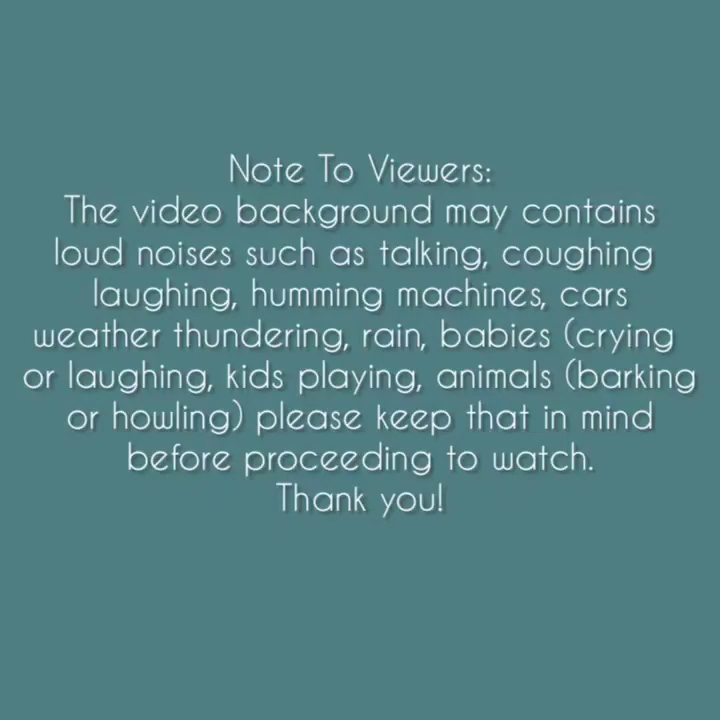 Note To Viewers:
The video background may contains
loud noises such as talking, coughing
laughing, humming machines, cars
weather thundering, rain, babies (crying
or laughing, kids playing, animals (barking
or howling) please keep that in mind
before proceeding to watch.
Thank you!